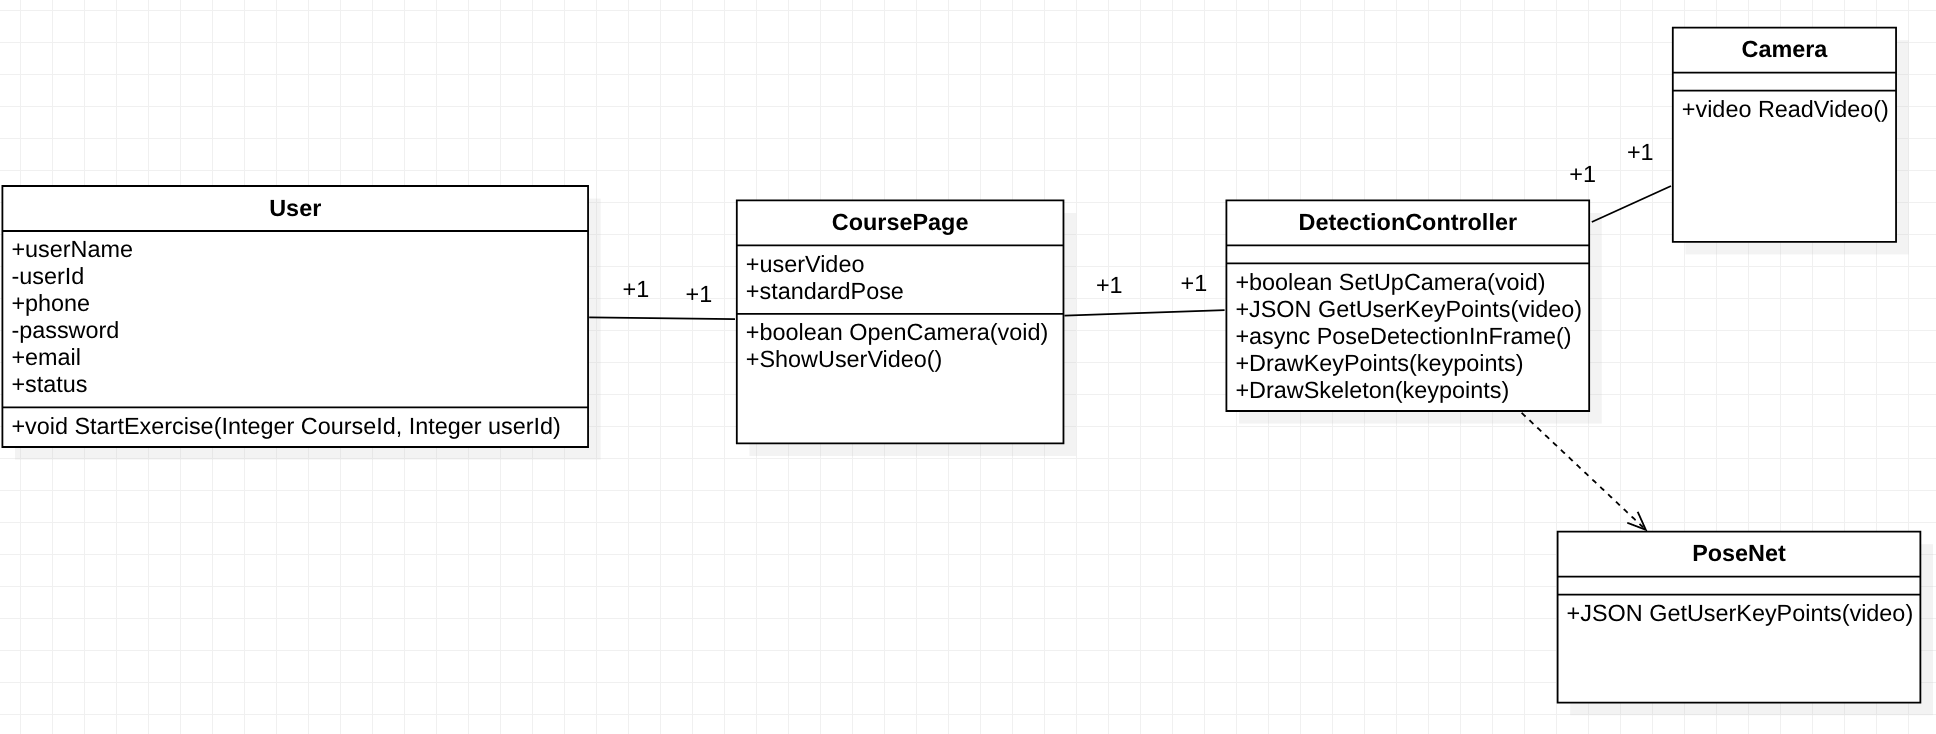 User
+userName
-userId
+phone
-password
+email
+status
+void StartExercise(Integer CourseId, Integer userId)
+1
+1
CoursePage
+userVideo
+standardPose
+boolean OpenCamera(void)
+ShowUserVideo()
+1
+1
DetectionController
+boolean SetUpCamera(void)
+JSON GetUserKeyPoints(video)
+async PoseDetectionInFrame()
+DrawKeyPoints(keypoints)
+DrawSkeleton(keypoints)
+1
+1
Camera
+video ReadVideo()
PoseNet
+JSON GetUserKeyPoints(video)